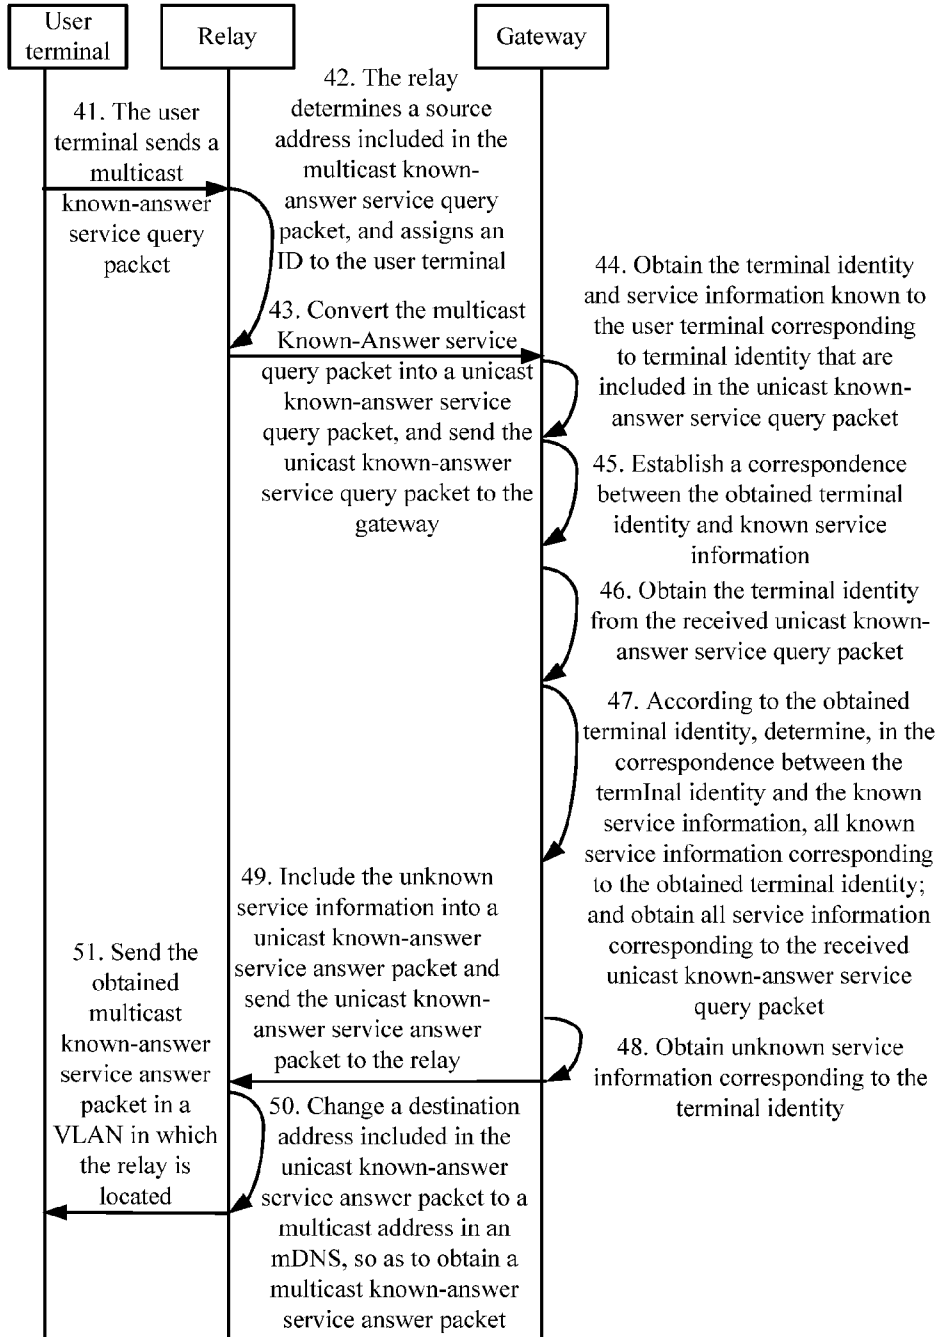 User
terminal
Relay
Gateway
41. The user
terminal sends a
multicast
known-answer
service query
packet
42. The relay
determines a source
address included in the
multicast known-
answer service query
packet, and assigns an
ID to the user terminal
43. Convert the multicast
Known-Answer service
query packet into a unicast
known-answer service
query packet, and send the
unicast known-answer
service query packet to the
gateway
44. Obtain the terminal identity
and service information known to
the user terminal corresponding
to terminal identity that are
included in the unicast known-
answer service query packet
45. Establish a correspondence
between the obtained terminal
identity and known service
information
46. Obtain the terminal identity
from the received unicast known-
answer service query packet
47. According to the obtained
terminal identity, determine, in the
correspondence between the
termInal identity and the known
service information, all known
service information corresponding
to the obtained terminal identity;
and obtain all service information
corresponding to the received
unicast known-answer service
query packet
48. Obtain unknown service
information corresponding to the
terminal identity
49. Include the unknown
service information into a
unicast known-answer
service answer packet and
send the unicast known-
answer service answer
packet to the relay
50. Change a destination
address included in the
unicast known-answer
service answer packet to a
multicast address in an
mDNS, so as to obtain a
multicast known-answer
service answer packet
51. Send the
obtained
multicast
known-answer
service answer
packet in a
VLAN in which
the relay is
located